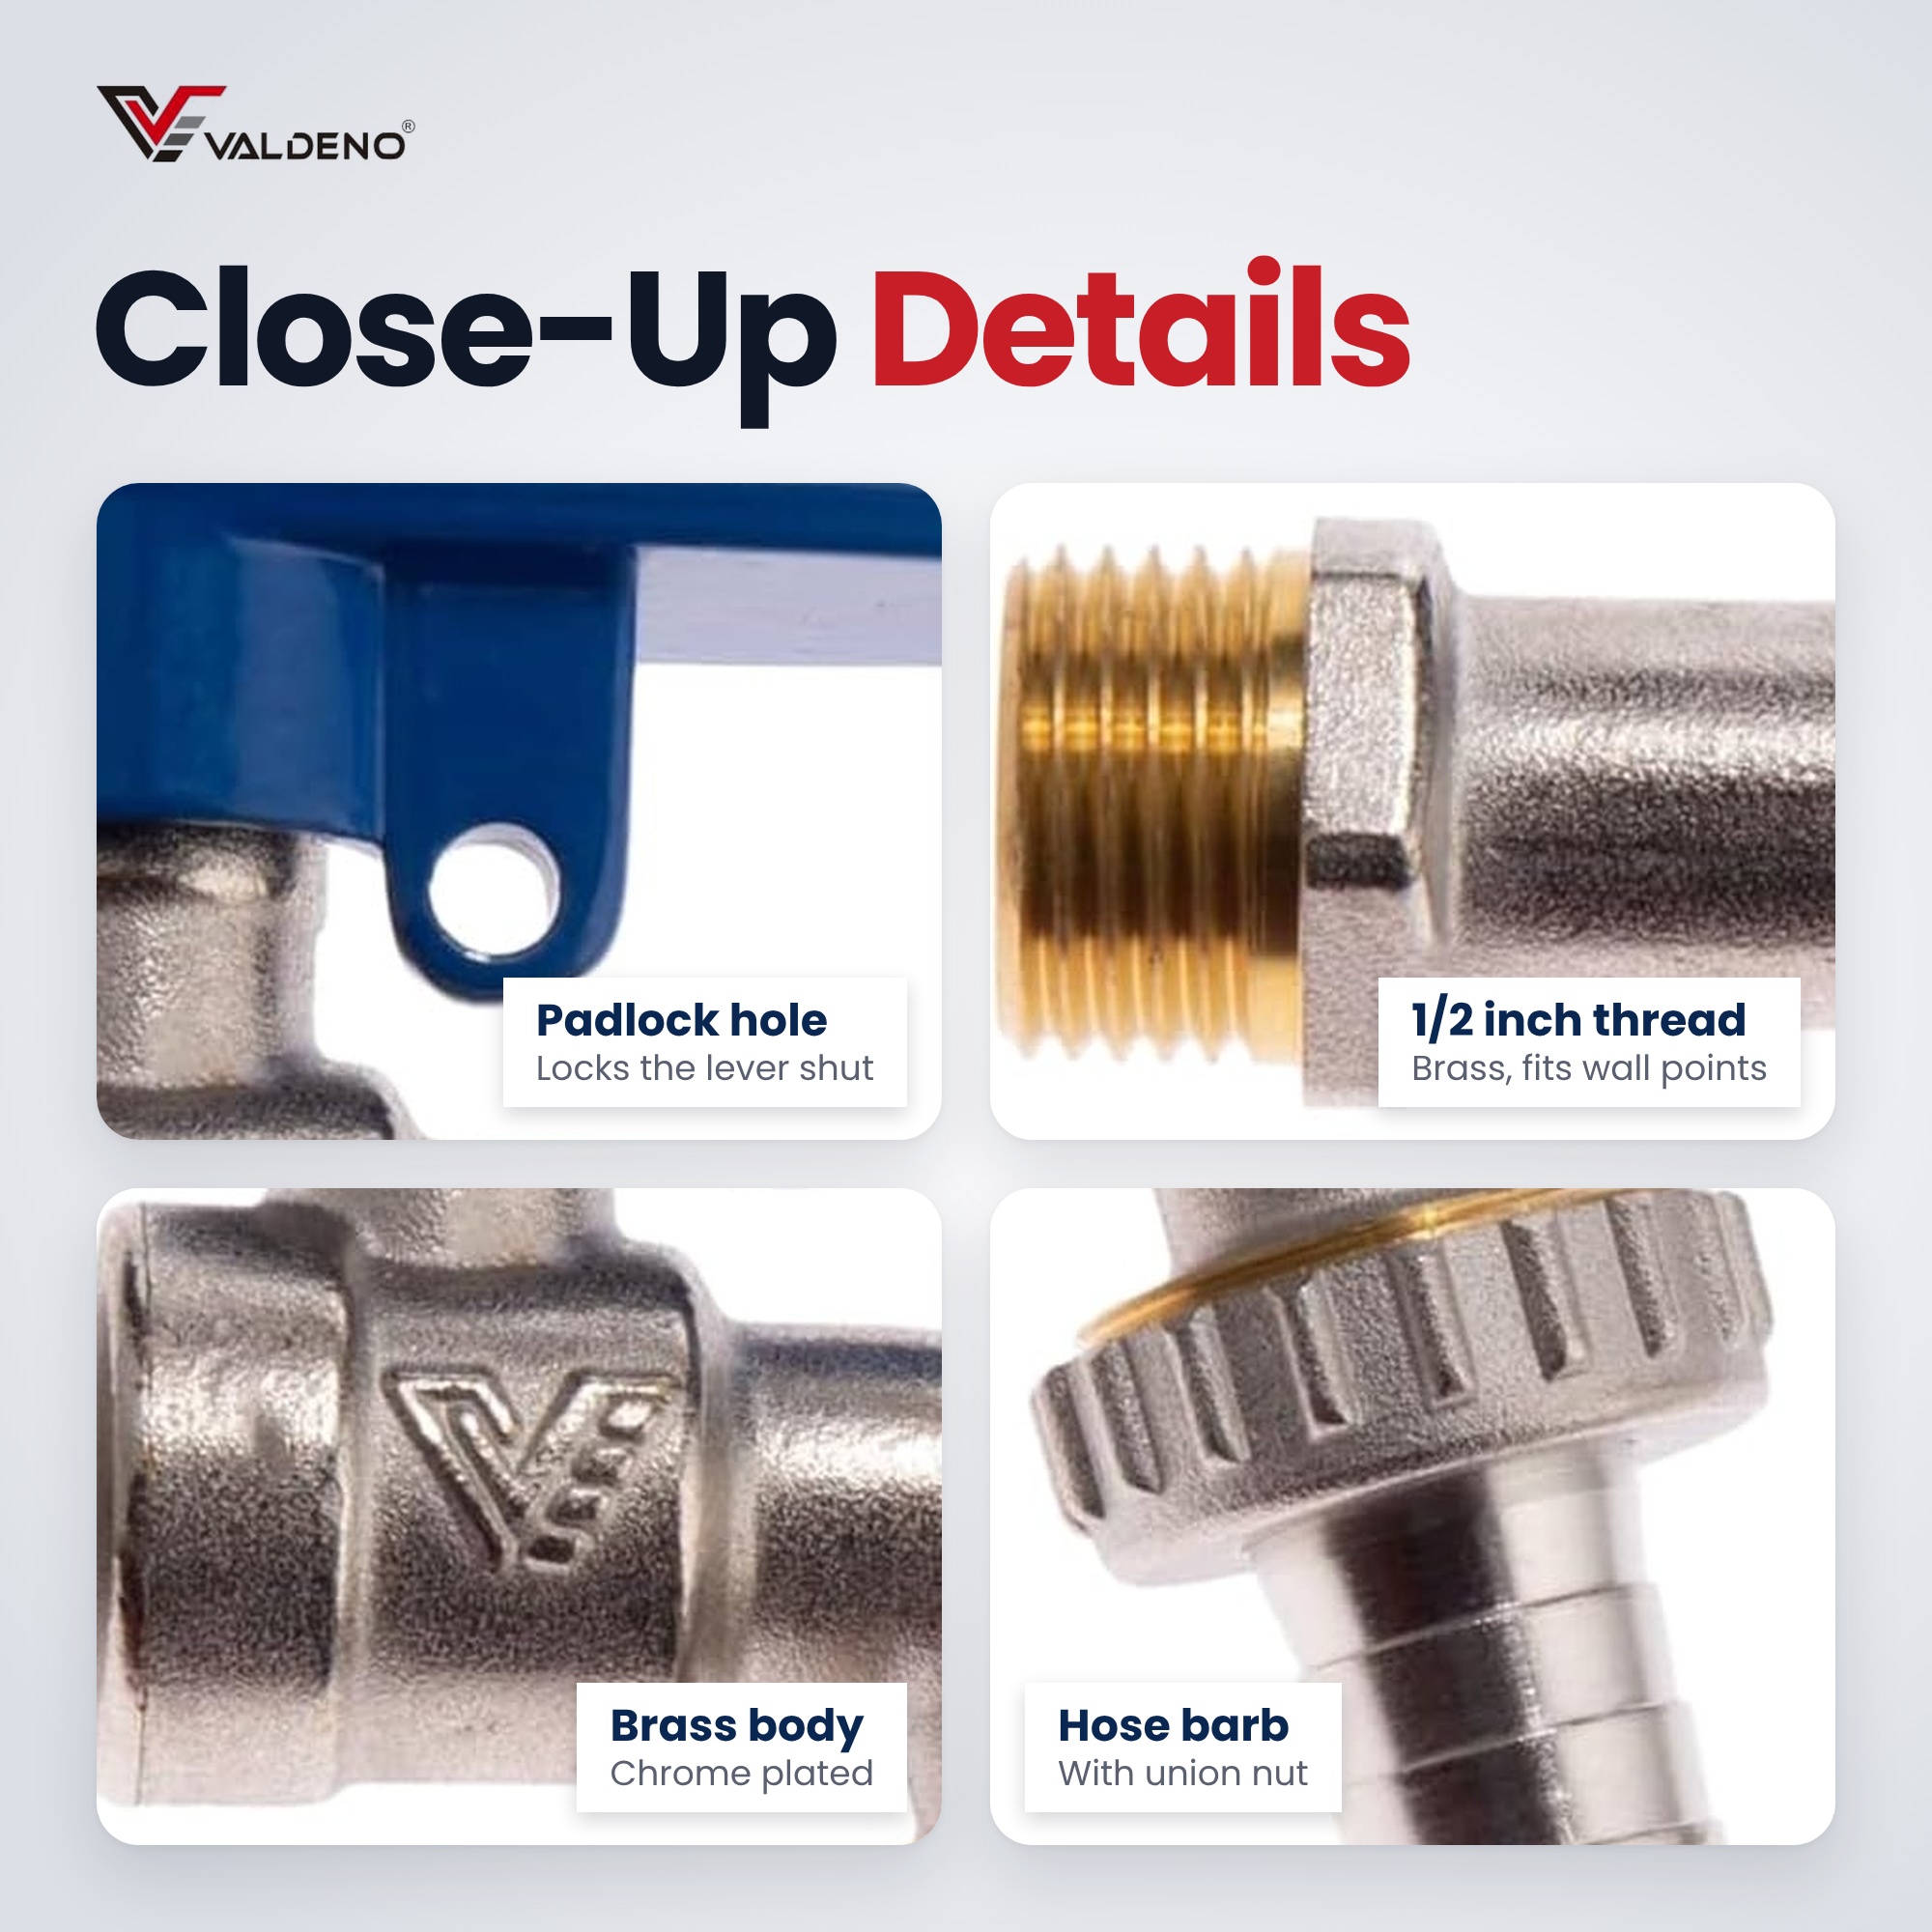 VALDENO®
Close-Up Details
Padlock hole
Locks the lever shut
1/2 inch thread
Brass, fits wall points
Brass body
Chrome plated
Hose barb
With union nut